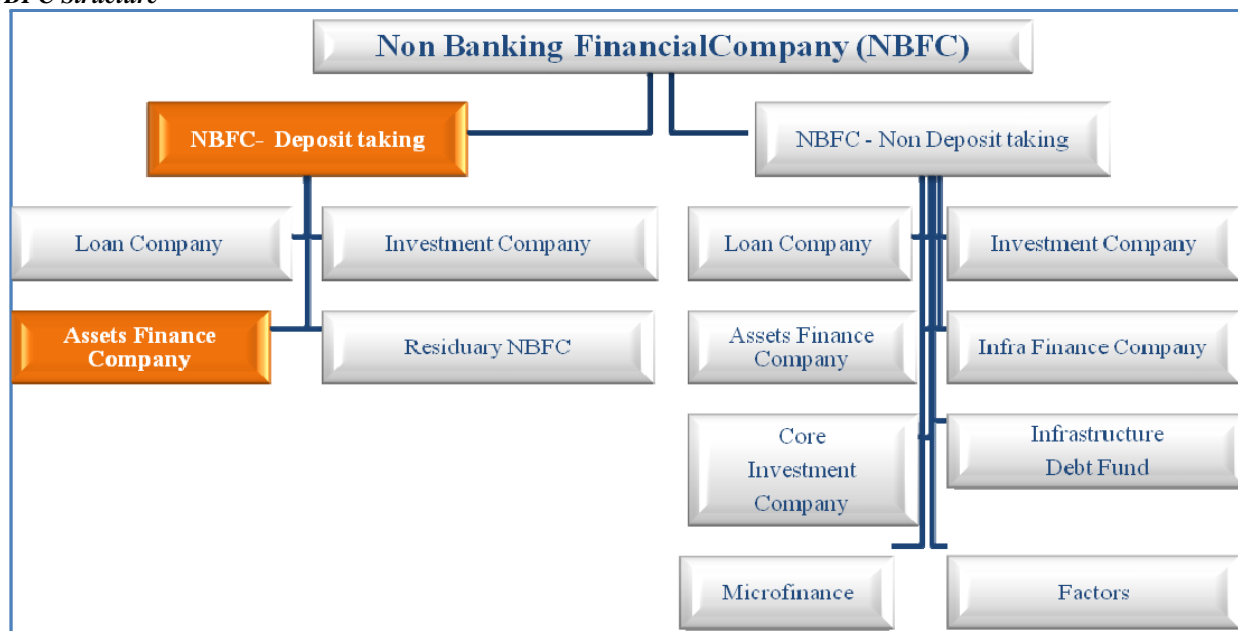 BFC Structure
Non Banking FinancialCompany (NBFC)
NBFC- Deposit taking
NBFC - Non Deposit taking
Loan Company
Investment Company
Loan Company
Investment Company
Assets Finance
Company
Residuary NBFC
Assets Finance
Company
Infra Finance Company
Core
Investment
Company
Infrastructure
Debt Fund
Microfinance
Factors